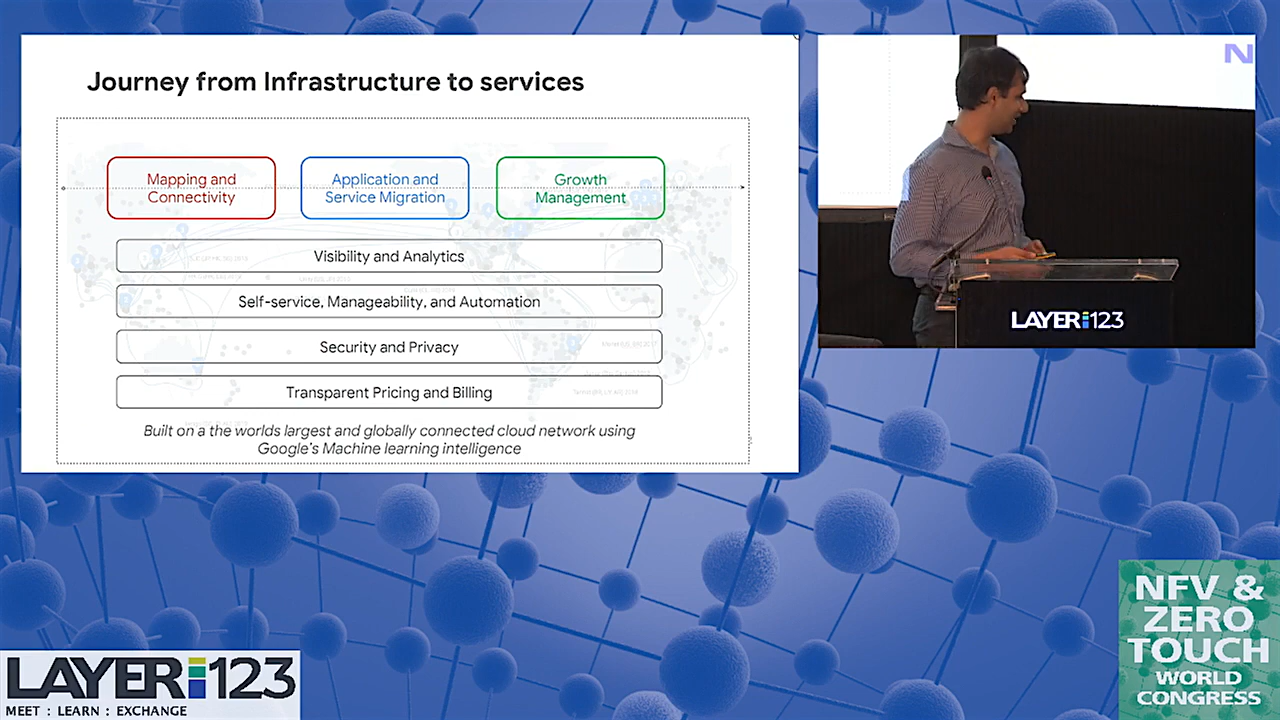 Journey from Infrastructure to services
Mapping and
Connectivity
Application and
Service Migration
Growth
Management
Visibility and Analytics
Self-service, Manageability, and Automation
Security and Privacy
Transparent Pricing and Billing
Built on a the worlds largest and globally connected cloud network using
Google's Machine learning intelligence
N
LAYER123
LAYER123
MEET : LEARN : EXCHANGE
NFV &
ZERO
TOUCH
WORLD
CONGRESS